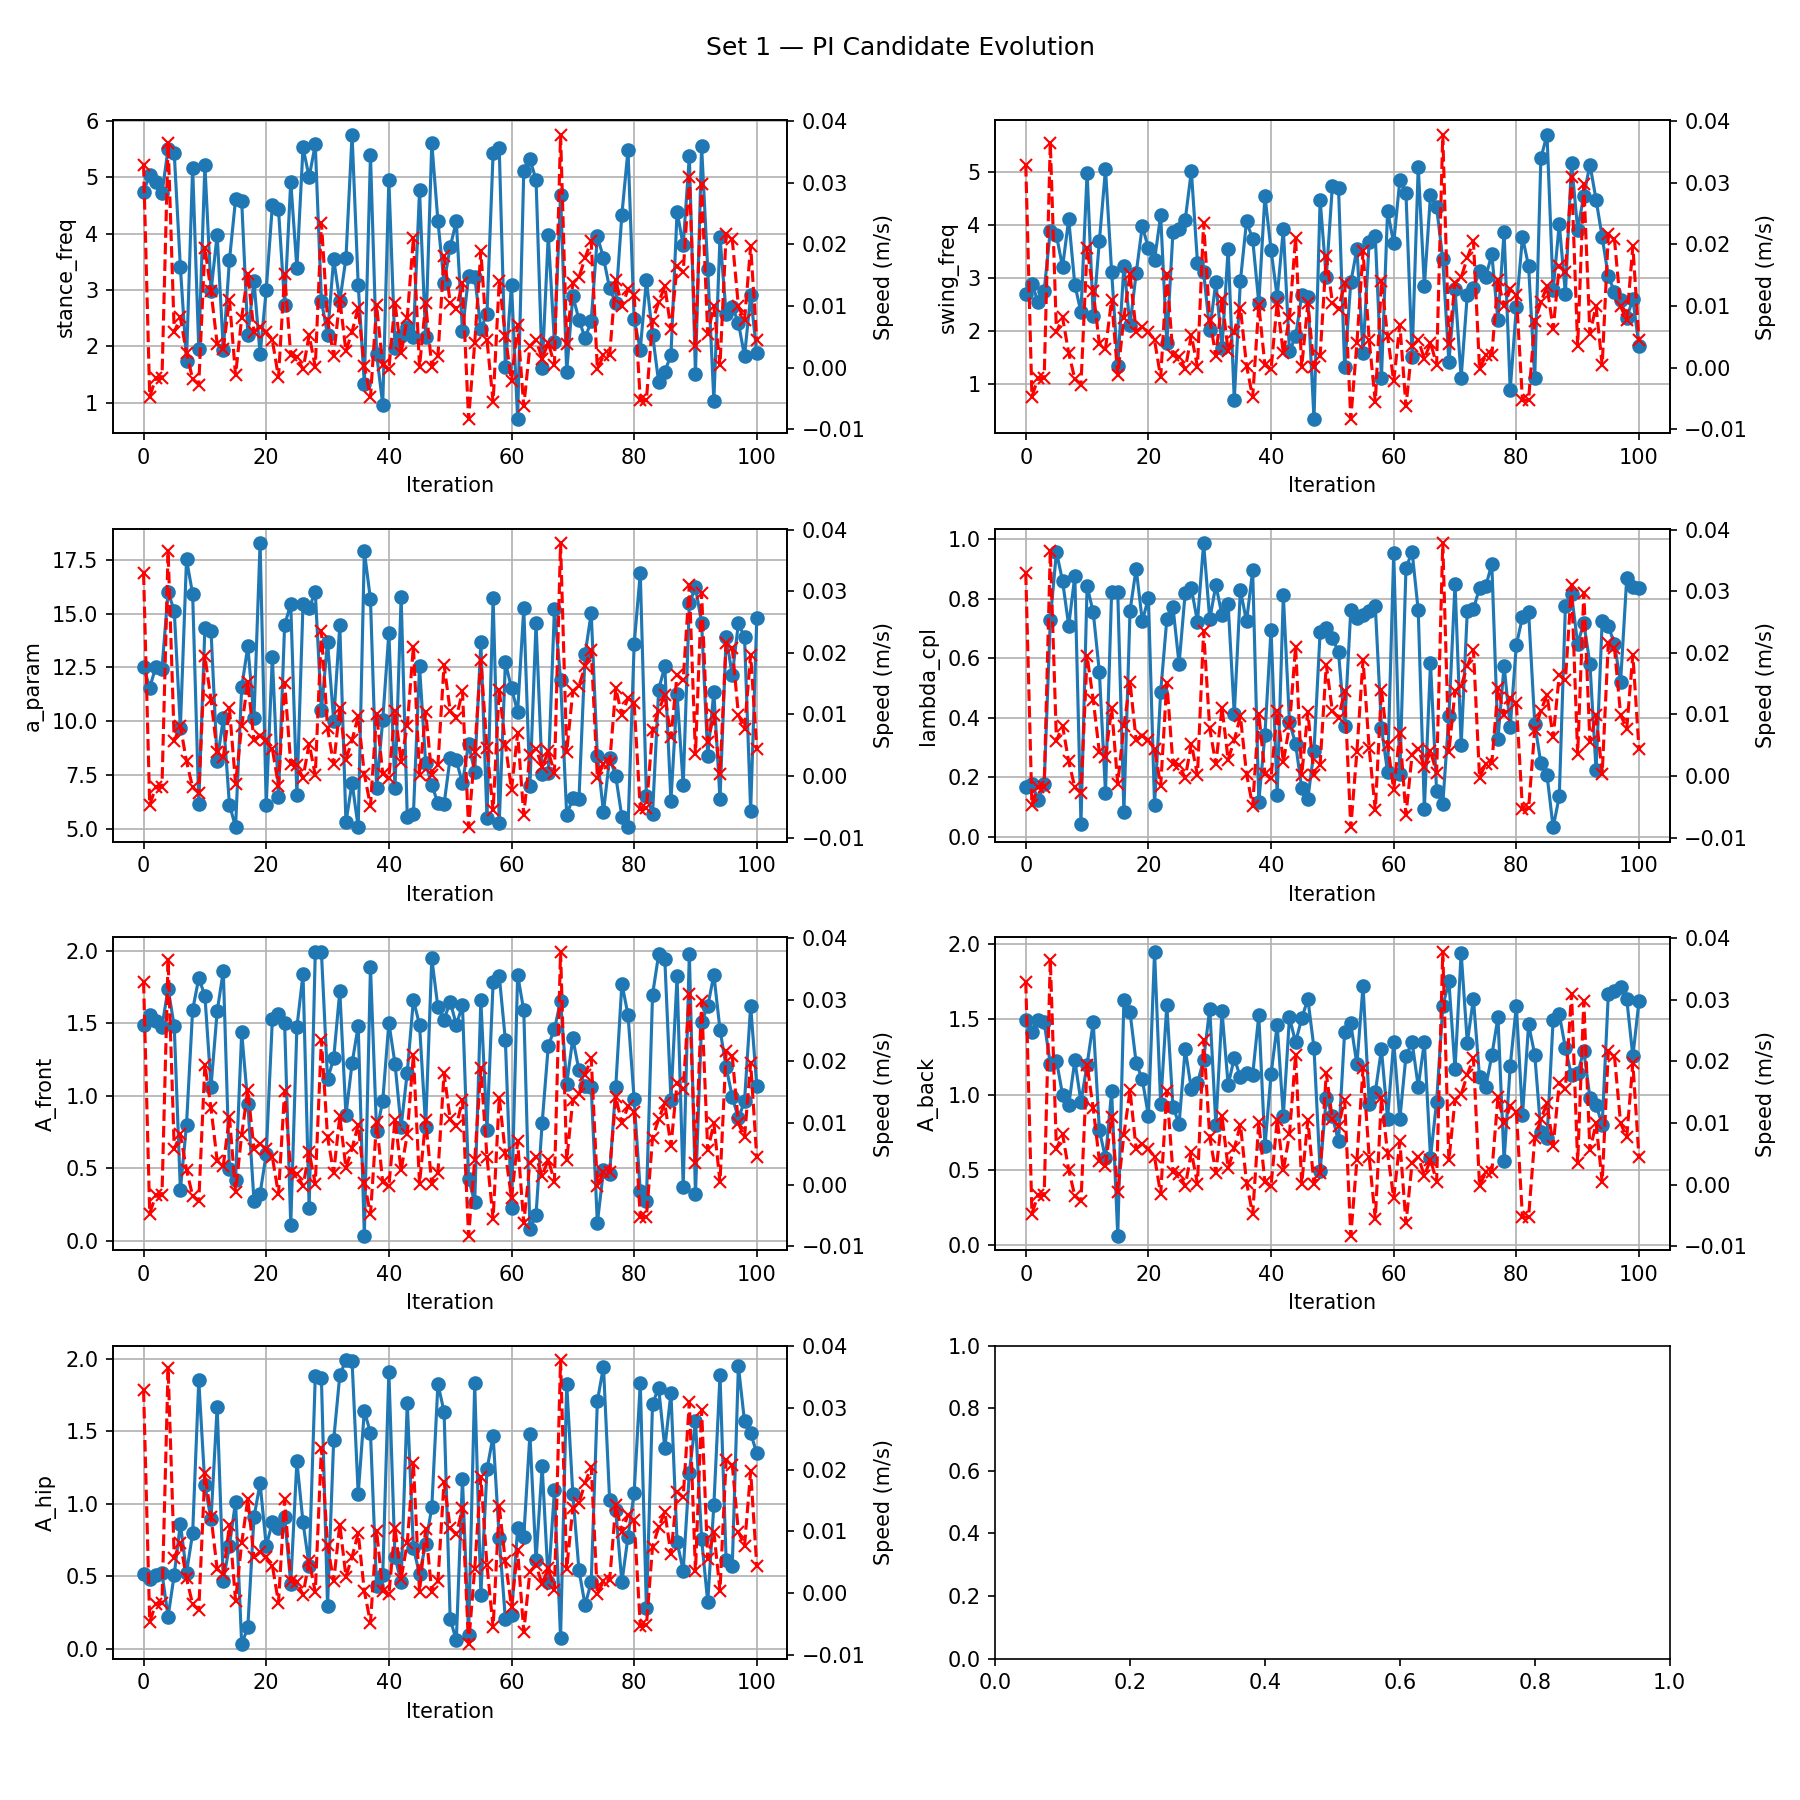 Set 1 — PI Candidate Evolution
stance_freq
6
5
4
3
2
1
0.04
0.03
0.02
0.01
0.00
−0.01
Speed (m/s)
0 20 40 60 80 100
Iteration
swing_freq
5
4
3
2
1
0.04
0.03
0.02
0.01
0.00
−0.01
Speed (m/s)
0 20 40 60 80 100
Iteration
a_param
17.5
15.0
12.5
10.0
7.5
5.0
0.04
0.03
0.02
0.01
0.00
−0.01
Speed (m/s)
0 20 40 60 80 100
Iteration
lambda_cpl
1.0
0.8
0.6
0.4
0.2
0.0
0.04
0.03
0.02
0.01
0.00
−0.01
Speed (m/s)
0 20 40 60 80 100
Iteration
A_front
2.0
1.5
1.0
0.5
0.0
0.04
0.03
0.02
0.01
0.00
−0.01
Speed (m/s)
0 20 40 60 80 100
Iteration
A_back
2.0
1.5
1.0
0.5
0.0
0.04
0.03
0.02
0.01
0.00
−0.01
Speed (m/s)
0 20 40 60 80 100
Iteration
A_hip
2.0
1.5
1.0
0.5
0.0
0.04
0.03
0.02
0.01
0.00
−0.01
Speed (m/s)
0 20 40 60 80 100
Iteration
1.0
0.8
0.6
0.4
0.2
0.0
0.0 0.2 0.4 0.6 0.8 1.0